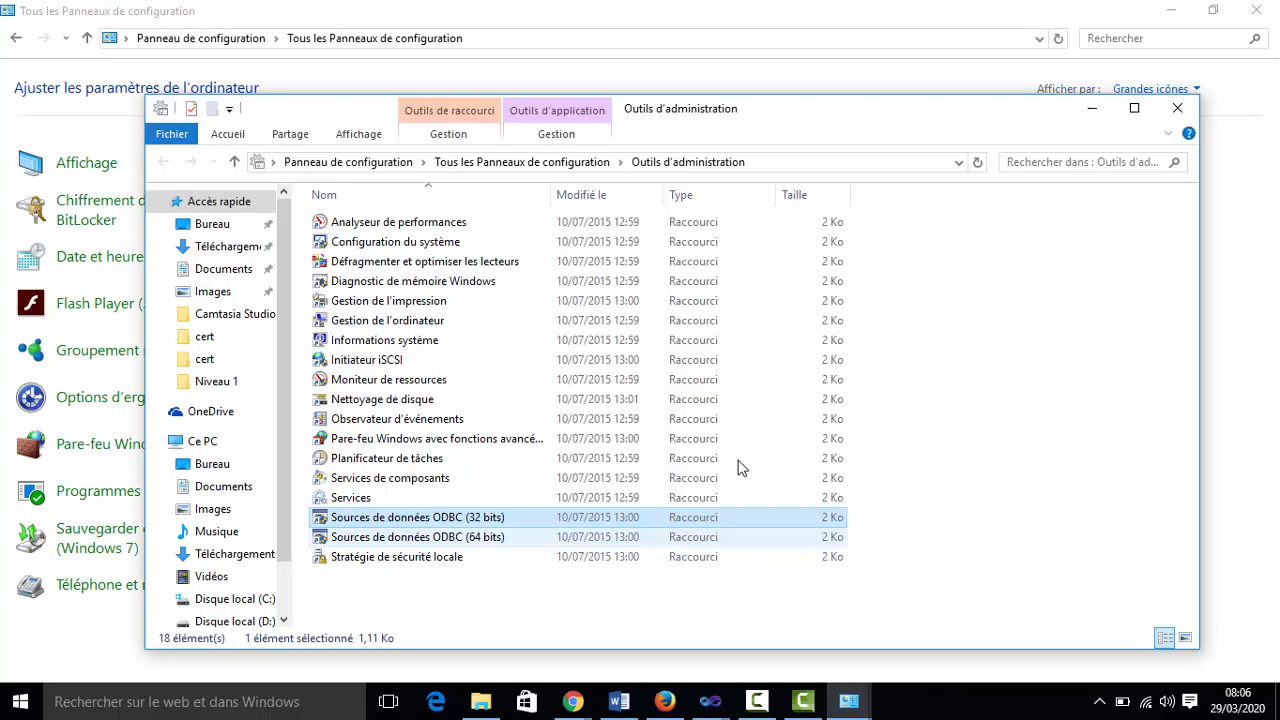 Tous les Panneaux de configuration
Panneau de configuration > Tous les Panneaux de configuration
Rechercher
Ajuster les paramètres de l'ordinateur
Afficher par : Grandes icônes
Affichage
Chiffrement d
BitLocker
Date et heure
Flash Player (
Groupement r
Options d'erg
Pare-feu Wind
Programmes
Sauvegarder
(Windows 7)
Téléphone et
Outils de raccourci
Outils d'application
Outils d'administration
Fichier
Accueil
Partage
Affichage
Gestion
Gestion
Panneau de configuration > Tous les Panneaux de configuration > Outils d'administration
Rechercher dans : Outils d'ad...
Accès rapide
Bureau
Téléchargem
Documents
Images
Camtasia Studio
cert
cert
Niveau 1
OneDrive
Ce PC
Bureau
Documents
Images
Musique
Téléchargement
Vidéos
Disque local (C:)
Disque local (D:)
Nom Modifié le Type Taille
Analyseur de performances 10/07/2015 12:59 Raccourci 2 Ko
Configuration du système 10/07/2015 12:59 Raccourci 2 Ko
Défragmenter et optimiser les lecteurs 10/07/2015 12:59 Raccourci 2 Ko
Diagnostic de mémoire Windows 10/07/2015 12:59 Raccourci 2 Ko
Gestion de l'impression 10/07/2015 13:00 Raccourci 2 Ko
Gestion de l'ordinateur 10/07/2015 12:59 Raccourci 2 Ko
Informations système 10/07/2015 12:59 Raccourci 2 Ko
Initiateur iSCSI 10/07/2015 13:00 Raccourci 2 Ko
Moniteur de ressources 10/07/2015 12:59 Raccourci 2 Ko
Nettoyage de disque 10/07/2015 13:01 Raccourci 2 Ko
Observateur d'événements 10/07/2015 12:59 Raccourci 2 Ko
Pare-feu Windows avec fonctions avancé... 10/07/2015 13:00 Raccourci 2 Ko
Planificateur de tâches 10/07/2015 12:59 Raccourci 2 Ko
Services de composants 10/07/2015 12:59 Raccourci 2 Ko
Services 10/07/2015 12:59 Raccourci 2 Ko
Sources de données ODBC (32 bits) 10/07/2015 13:00 Raccourci 2 Ko
Sources de données ODBC (64 bits) 10/07/2015 13:00 Raccourci 2 Ko
Stratégie de sécurité locale 10/07/2015 13:00 Raccourci 2 Ko
18 élément(s) 1 élément sélectionné 1,11 Ko
Rechercher sur le web et dans Windows
08:06
29/03/2020